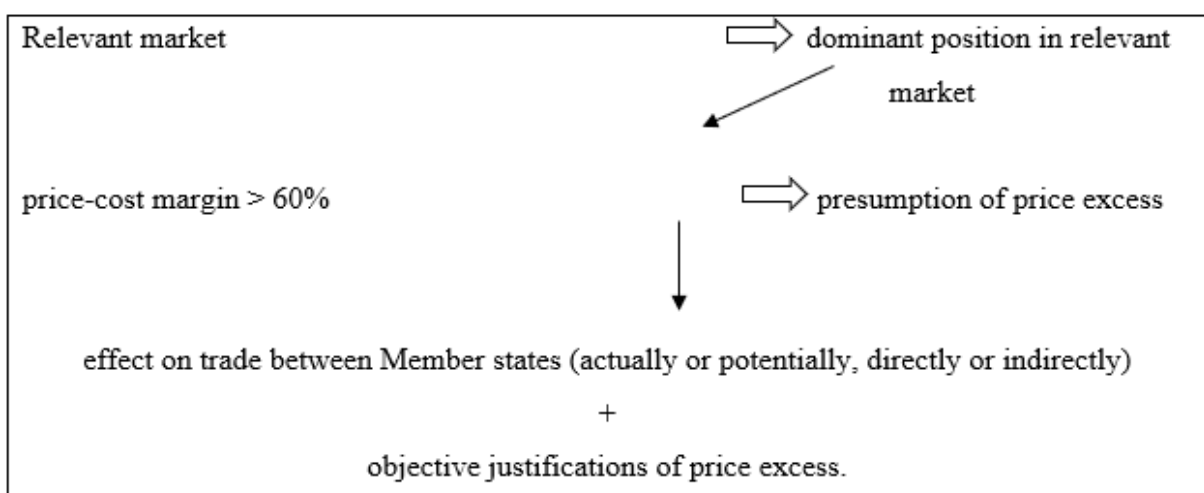 Relevant market dominant position in relevant
market
price-cost margin > 60% presumption of price excess
effect on trade between Member states (actually or potentially, directly or indirectly)
+
objective justifications of price excess.